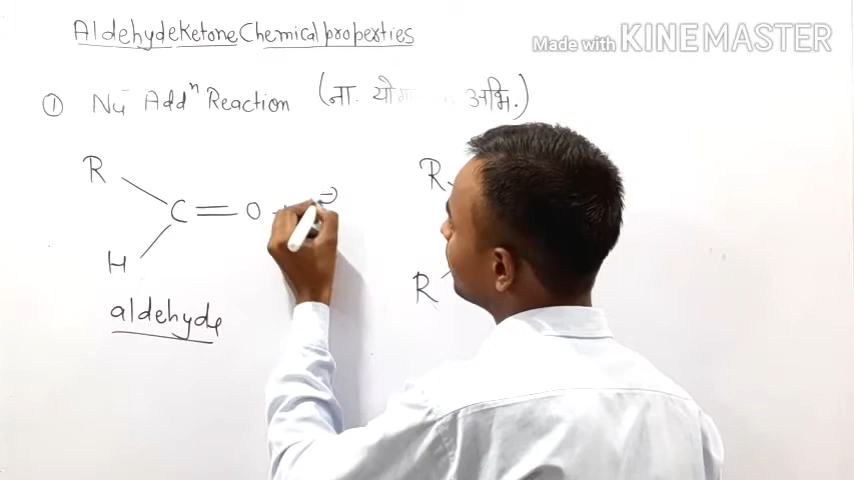 Aldehyde Ketone Chemical properties
Made with KINEMASTER
① Nu⁻ Addⁿ Reaction (ना. अभि.)
R R
C = O
H R
aldehyde